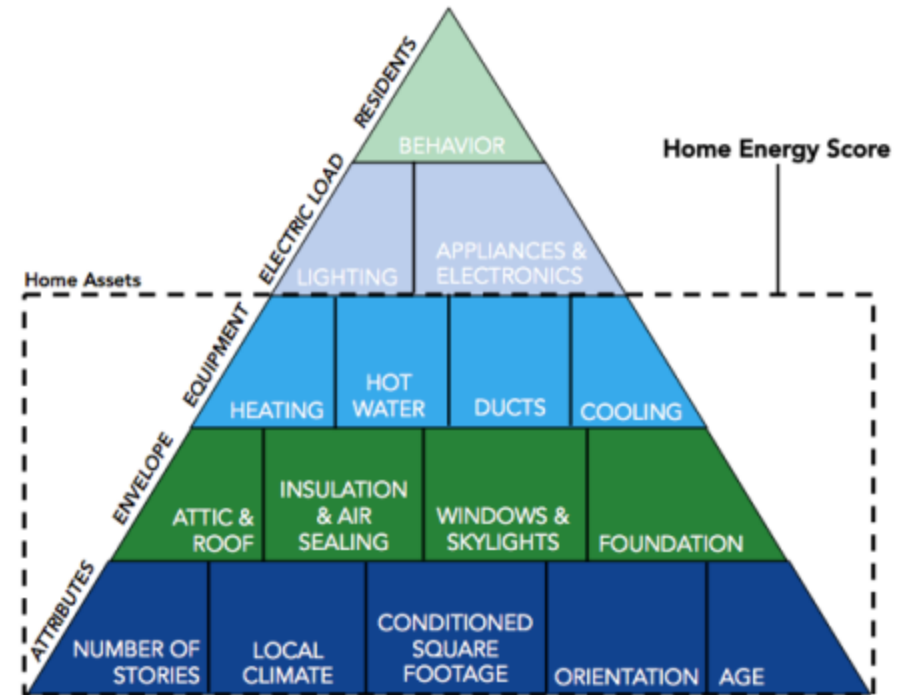 RESIDENTS
BEHAVIOR
Home Energy Score
ELECTRIC LOAD
LIGHTING
APPLIANCES &
ELECTRONICS
Home Assets
EQUIPMENT
HEATING
HOT
WATER
DUCTS
COOLING
ENVELOPE
ATTIC &
ROOF
INSULATION
& AIR
SEALING
WINDOWS &
SKYLIGHTS
FOUNDATION
ATTRIBUTES
NUMBER OF
STORIES
LOCAL
CLIMATE
CONDITIONED
SQUARE
FOOTAGE
ORIENTATION
AGE